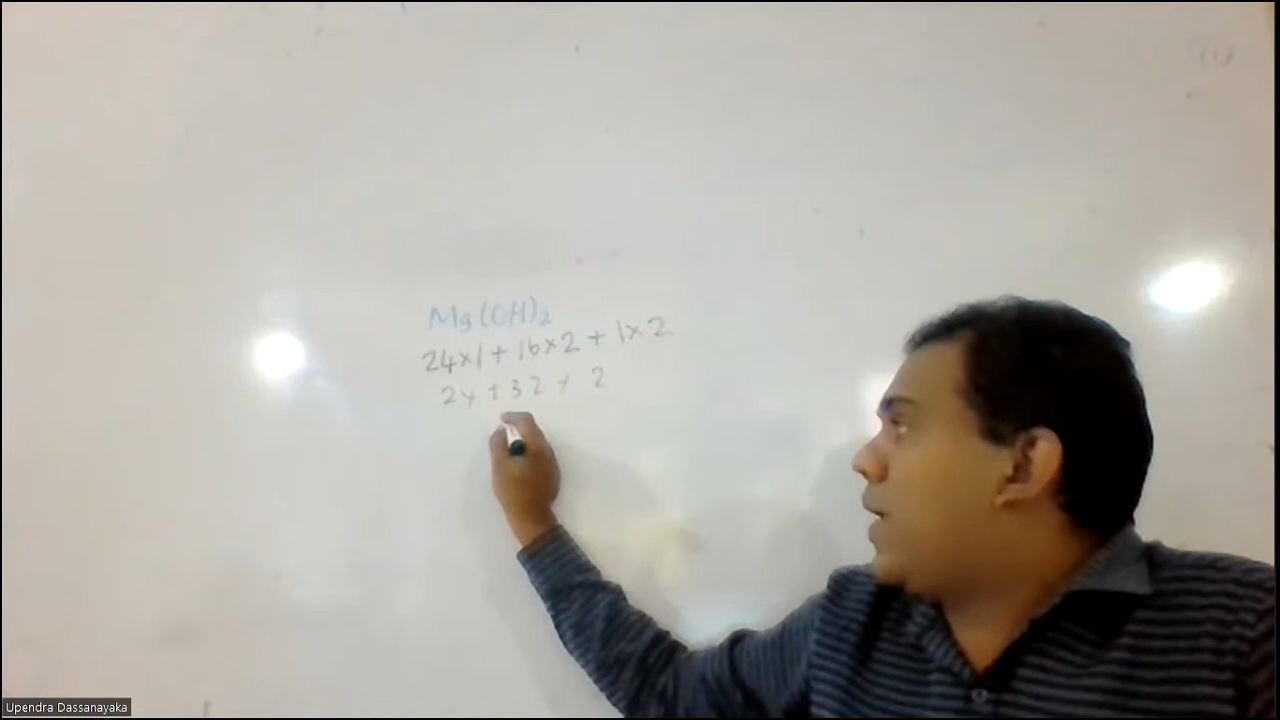 Mg(OH)2
24x1 + 16x2 + 1x2
24 + 32 + 2
Upendra Dassanayaka